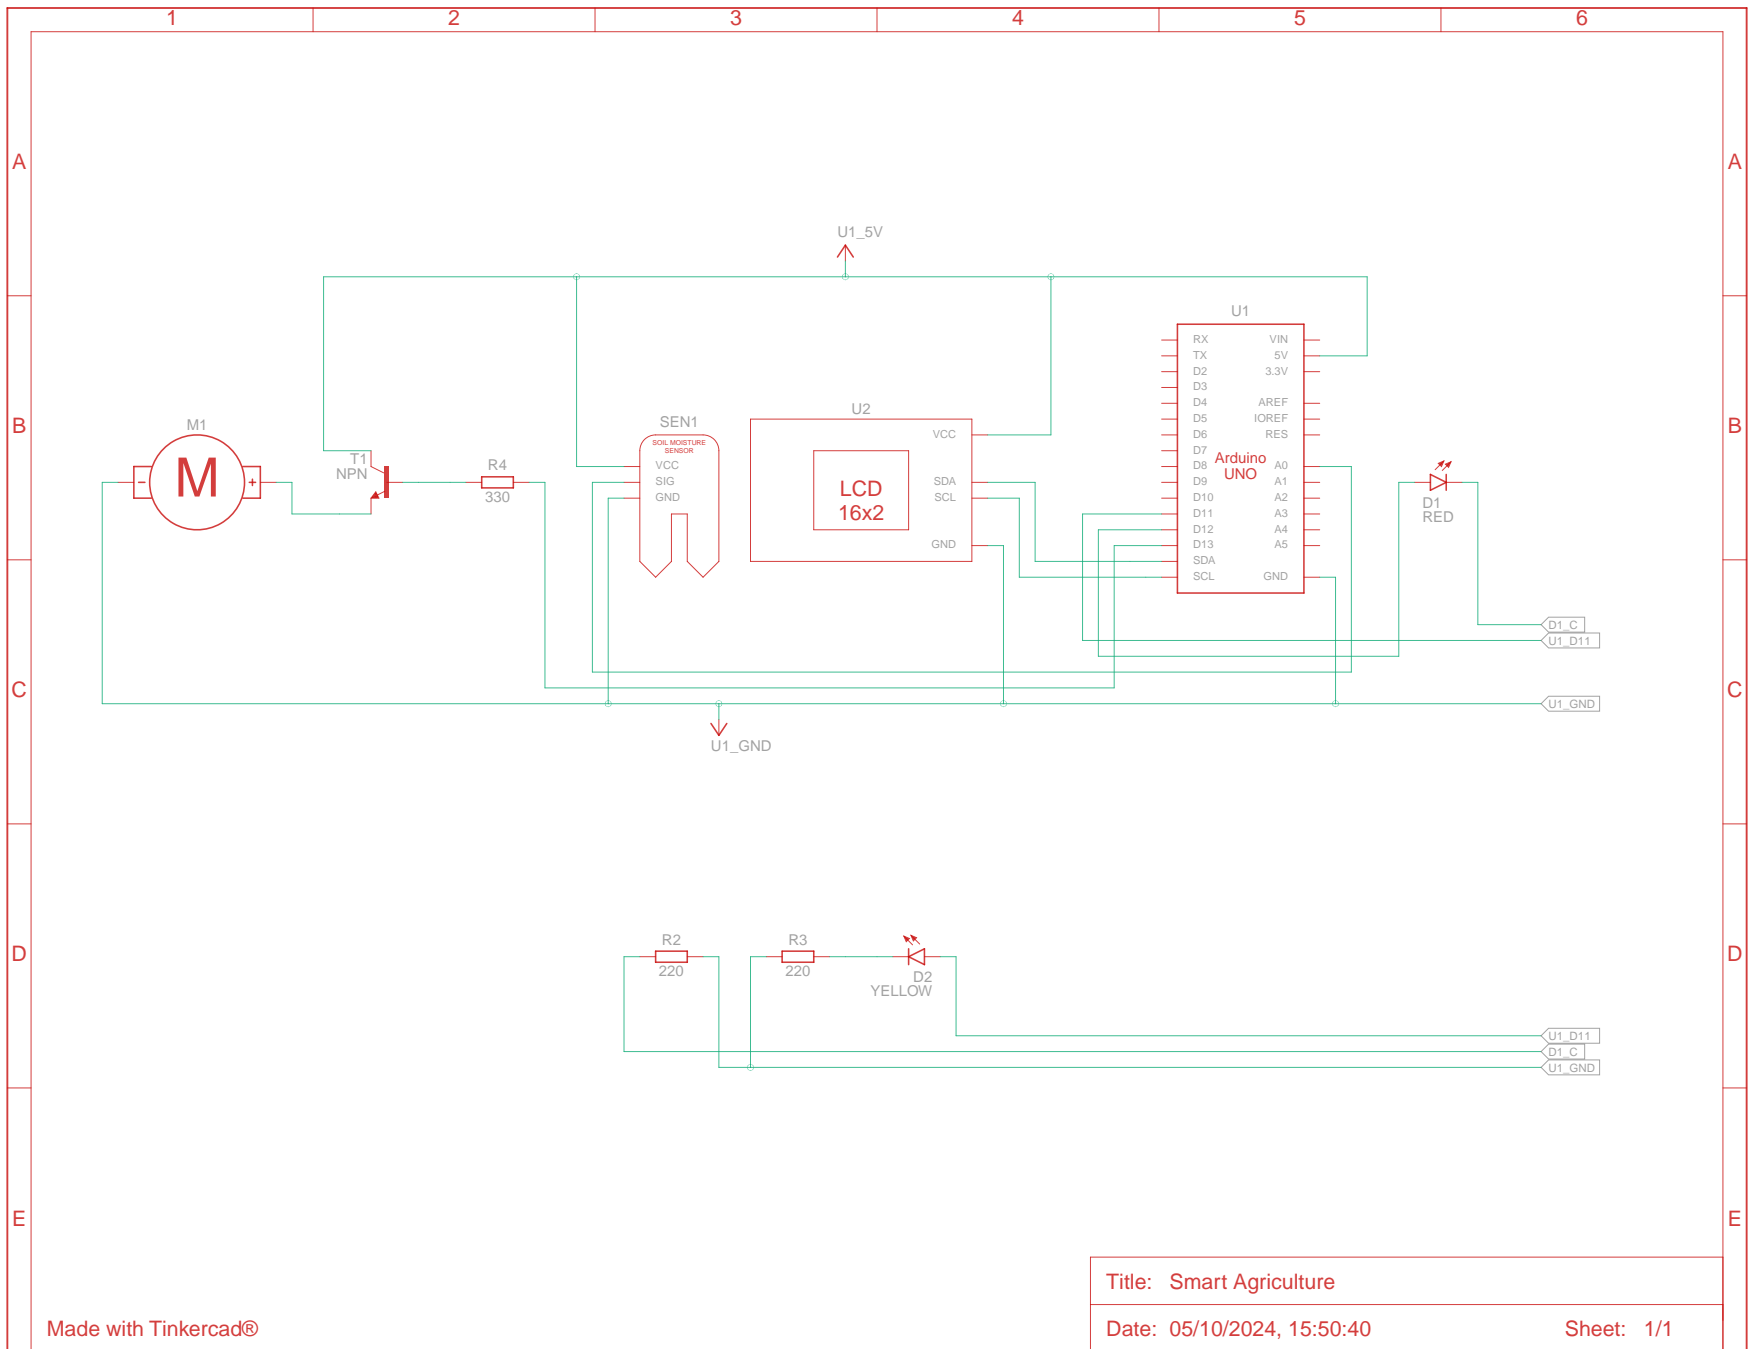 1 2 3 4 5 6
A A
U1_5V
B B
U1
RX VIN
TX 5V
D2 3.3V
D3
D4 AREF
D5 IOREF
D6 RES
D7
D8 A0
D9 A1
D10 A2
D11 A3
D12 A4
D13 A5
SDA
SCL GND
Arduino
UNO
M1
M
- +
T1
NPN
R4
330
SEN1
SOIL MOISTURE
SENSOR
VCC
SIG
GND
U2
LCD
16x2
VCC
SDA
SCL
GND
D1
RED
D1_C
U1_D11
C C
U1_GND
U1_GND
D D
R2
220
R3
220
D2
YELLOW
U1_D11
D1_C
U1_GND
E E
Title: Smart Agriculture
Made with Tinkercad®
Date: 05/10/2024, 15:50:40 Sheet: 1/1